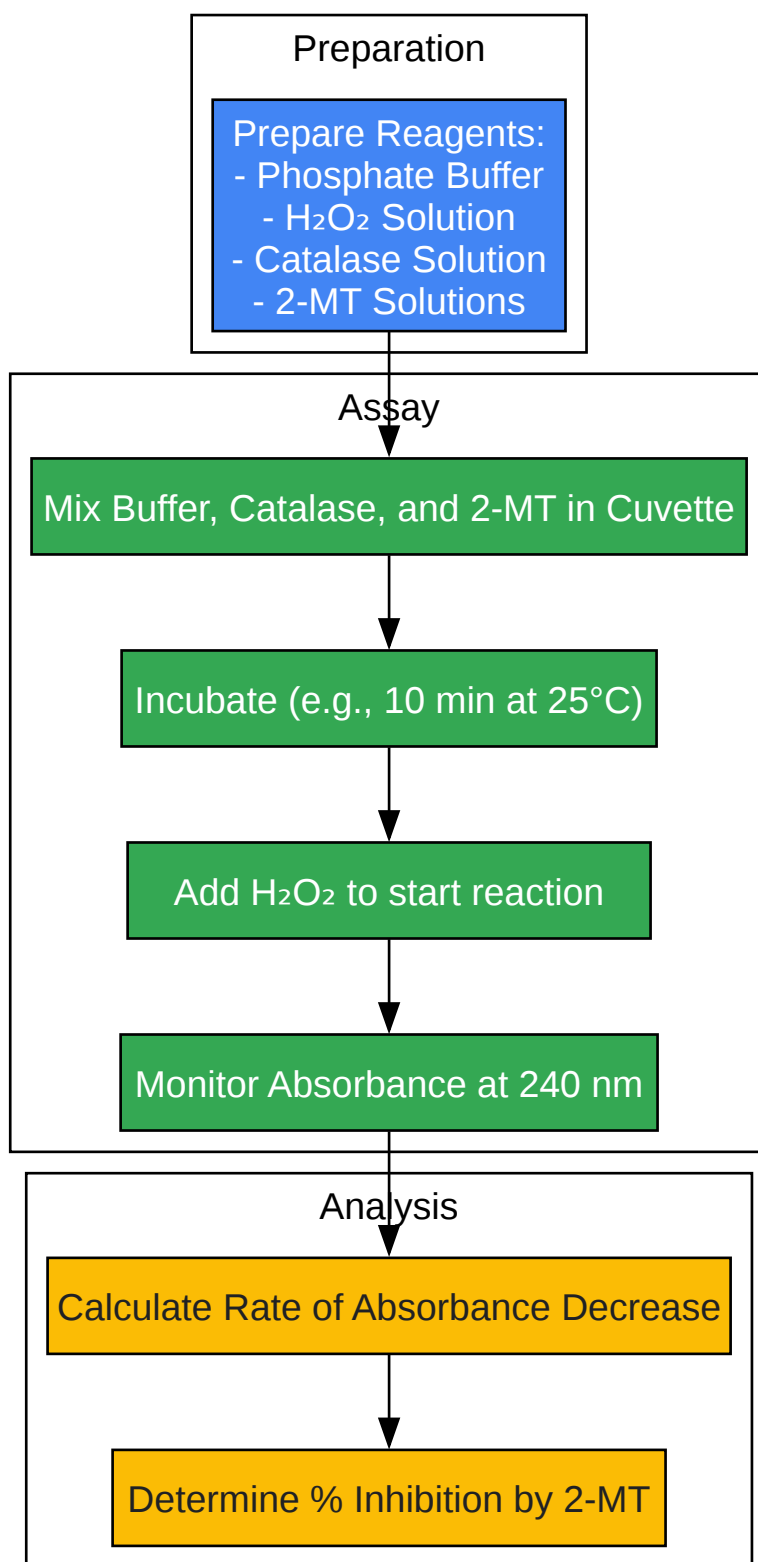 Preparation
Prepare Reagents:
- Phosphate Buffer
- H₂O₂ Solution
- Catalase Solution
- 2-MT Solutions
Assay
Mix Buffer, Catalase, and 2-MT in Cuvette
Incubate (e.g., 10 min at 25°C)
Add H₂O₂ to start reaction
Monitor Absorbance at 240 nm
Analysis
Calculate Rate of Absorbance Decrease
Determine % Inhibition by 2-MT